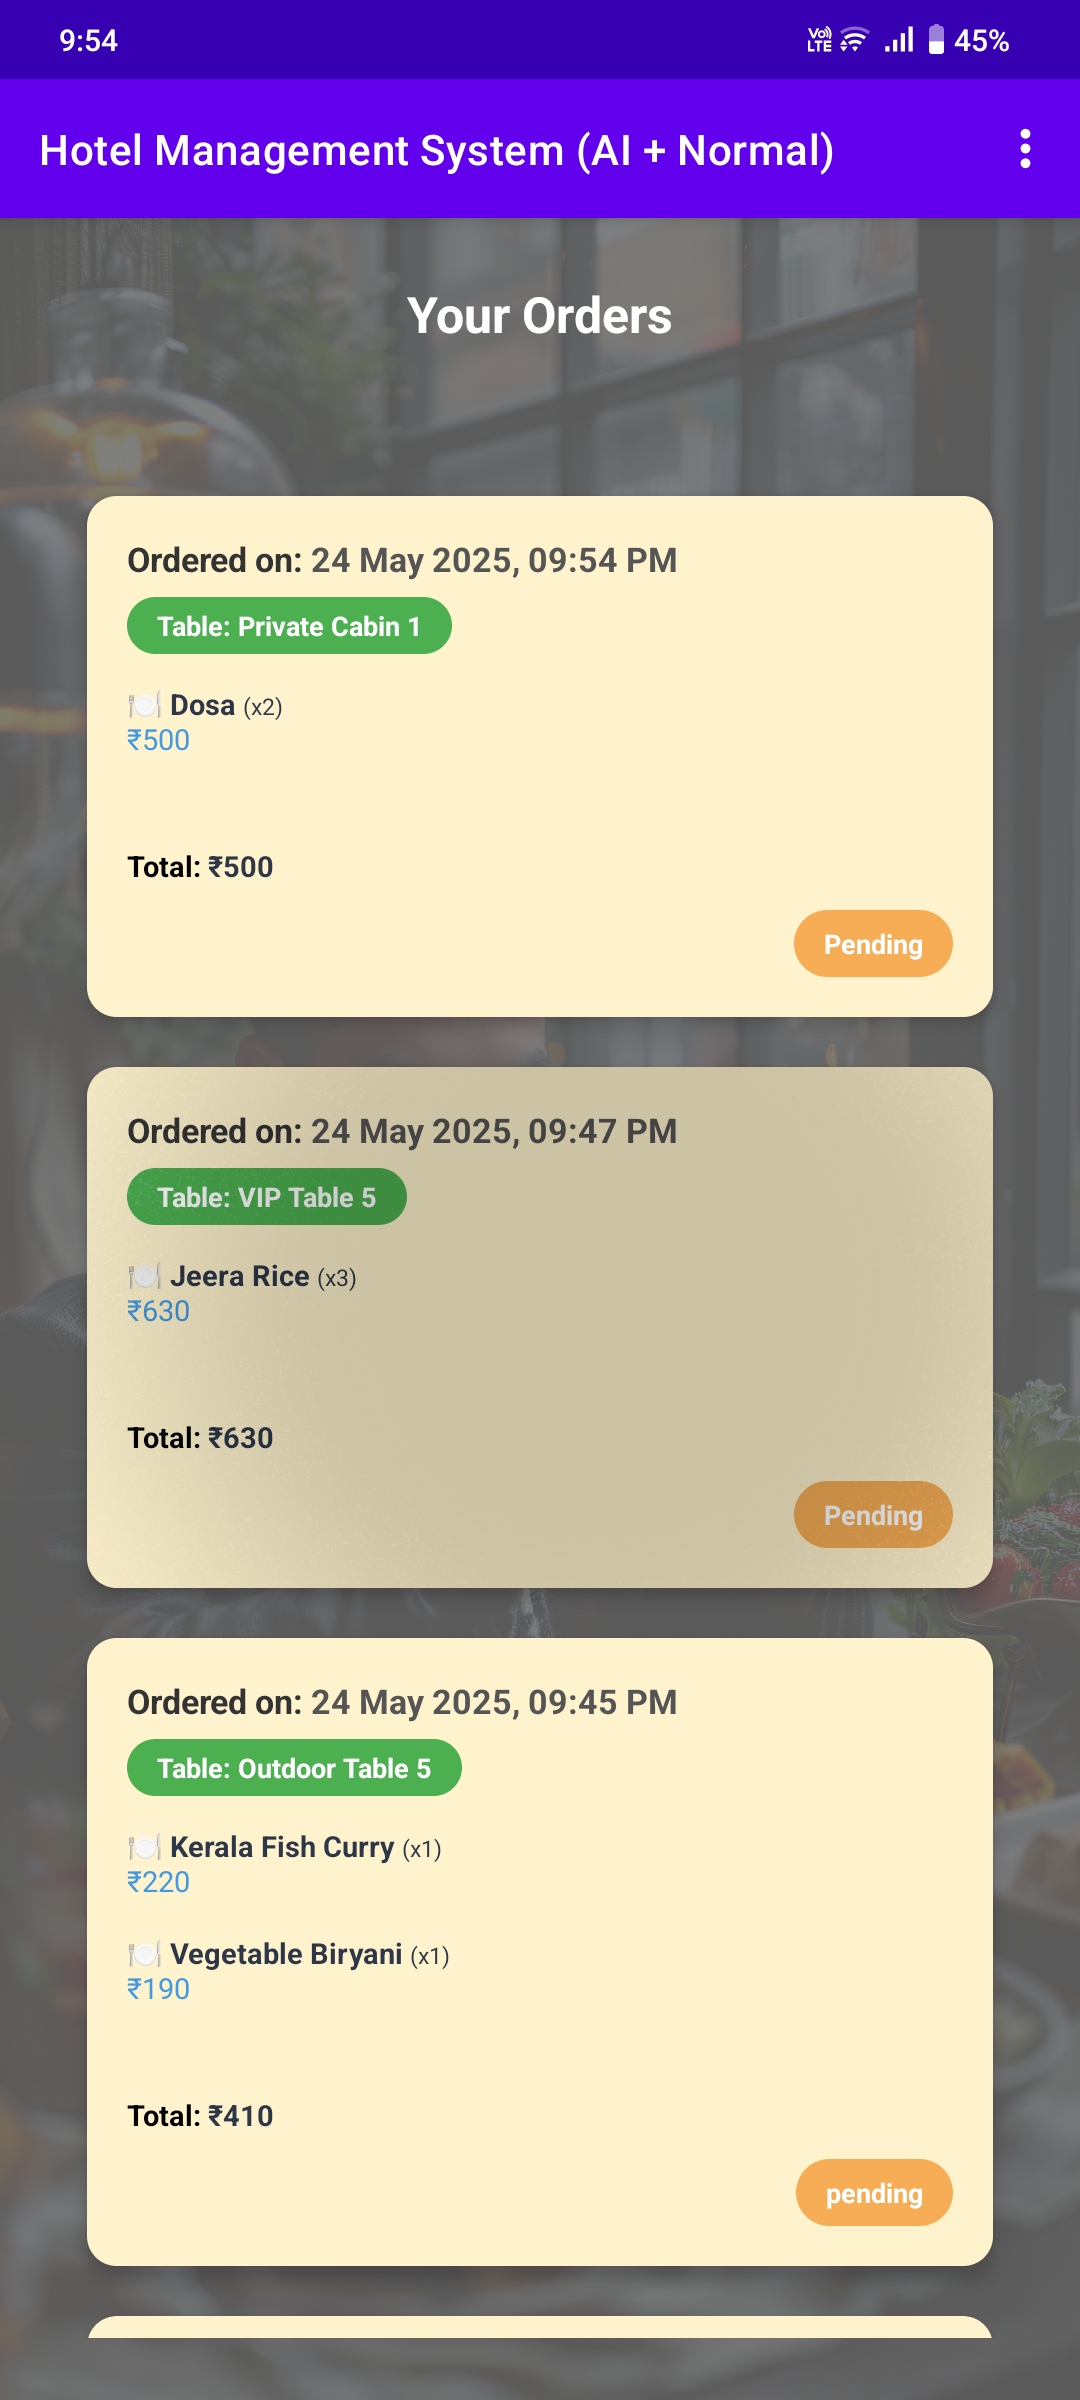 9:54
Vo) LTE 45%
Hotel Management System (AI + Normal)
Your Orders
Ordered on: 24 May 2025, 09:54 PM
Table: Private Cabin 1
🍽️ Dosa (x2)
₹500
Total: ₹500
Pending
Ordered on: 24 May 2025, 09:47 PM
Table: VIP Table 5
🍽️ Jeera Rice (x3)
₹630
Total: ₹630
Pending
Ordered on: 24 May 2025, 09:45 PM
Table: Outdoor Table 5
🍽️ Kerala Fish Curry (x1)
₹220
🍽️ Vegetable Biryani (x1)
₹190
Total: ₹410
pending